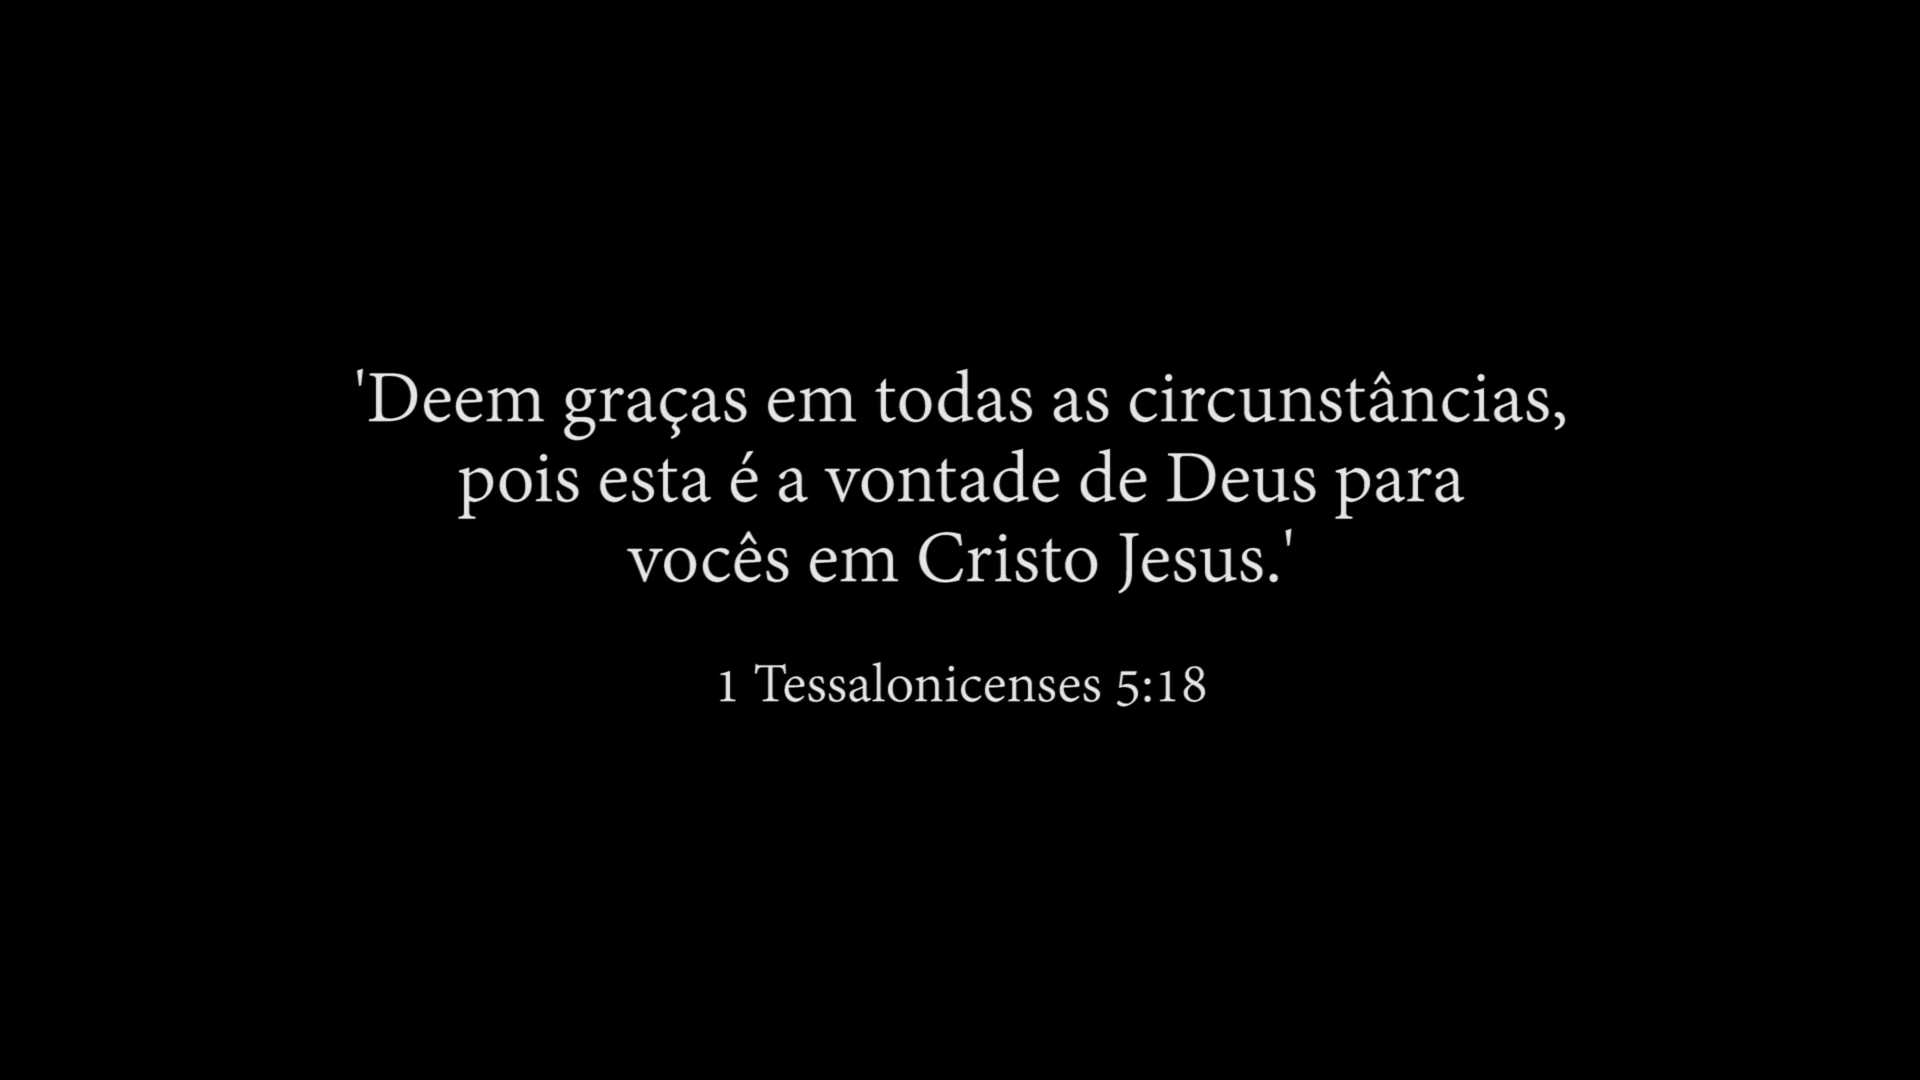 'Deem graças em todas as circunstâncias,
pois esta é a vontade de Deus para
vocês em Cristo Jesus.'
1 Tessalonicenses 5:18